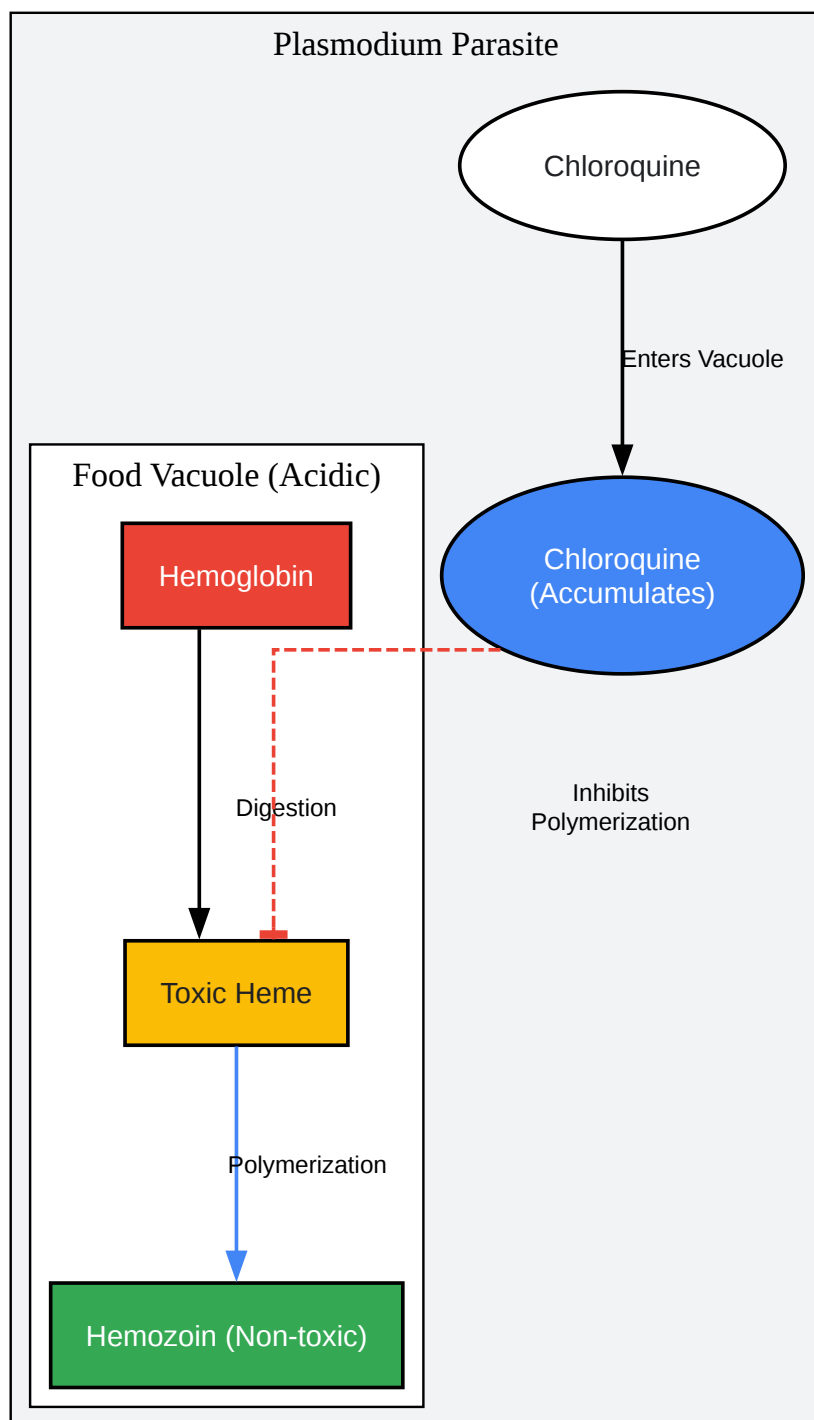 Plasmodium Parasite
Chloroquine
Enters Vacuole
Food Vacuole (Acidic)
Hemoglobin
Chloroquine
(Accumulates)
Digestion
Inhibits
Polymerization
Toxic Heme
Polymerization
Hemozoin (Non-toxic)